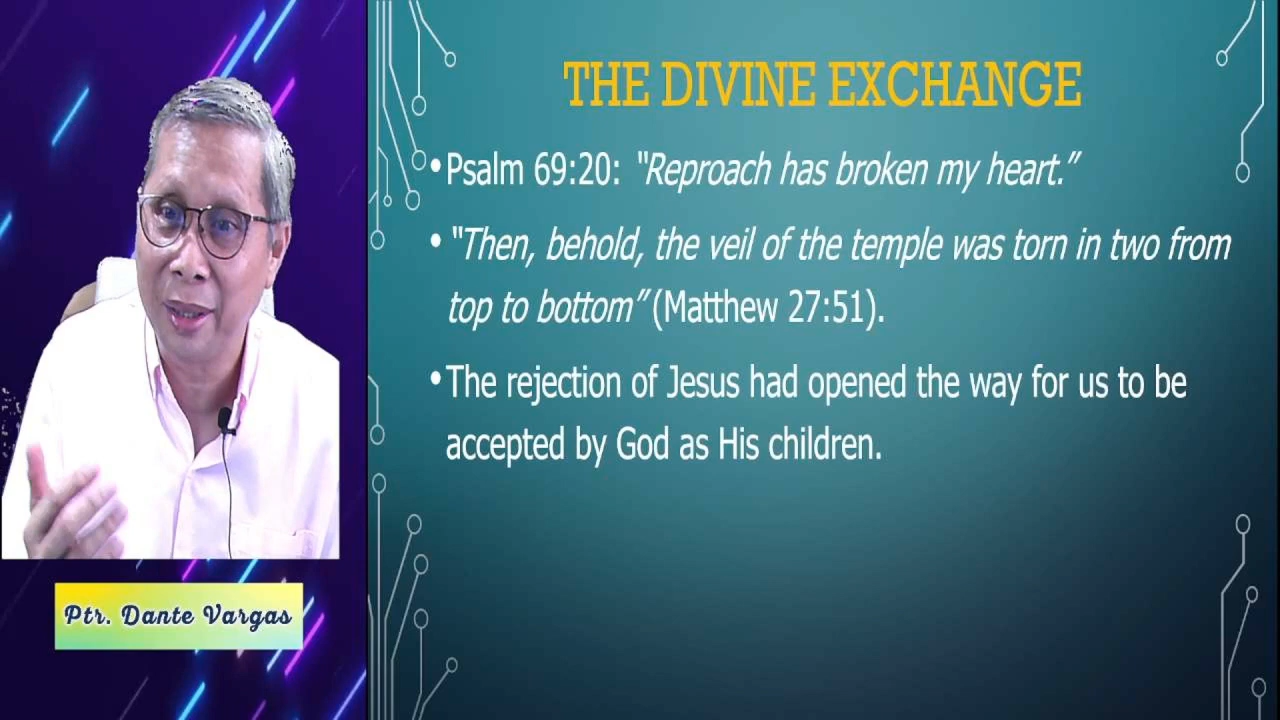 THE DIVINE EXCHANGE
•Psalm 69:20: "Reproach has broken my heart."
•"Then, behold, the veil of the temple was torn in two from
top to bottom" (Matthew 27:51).
•The rejection of Jesus had opened the way for us to be
accepted by God as His children.
Ptr. Dante Vargas